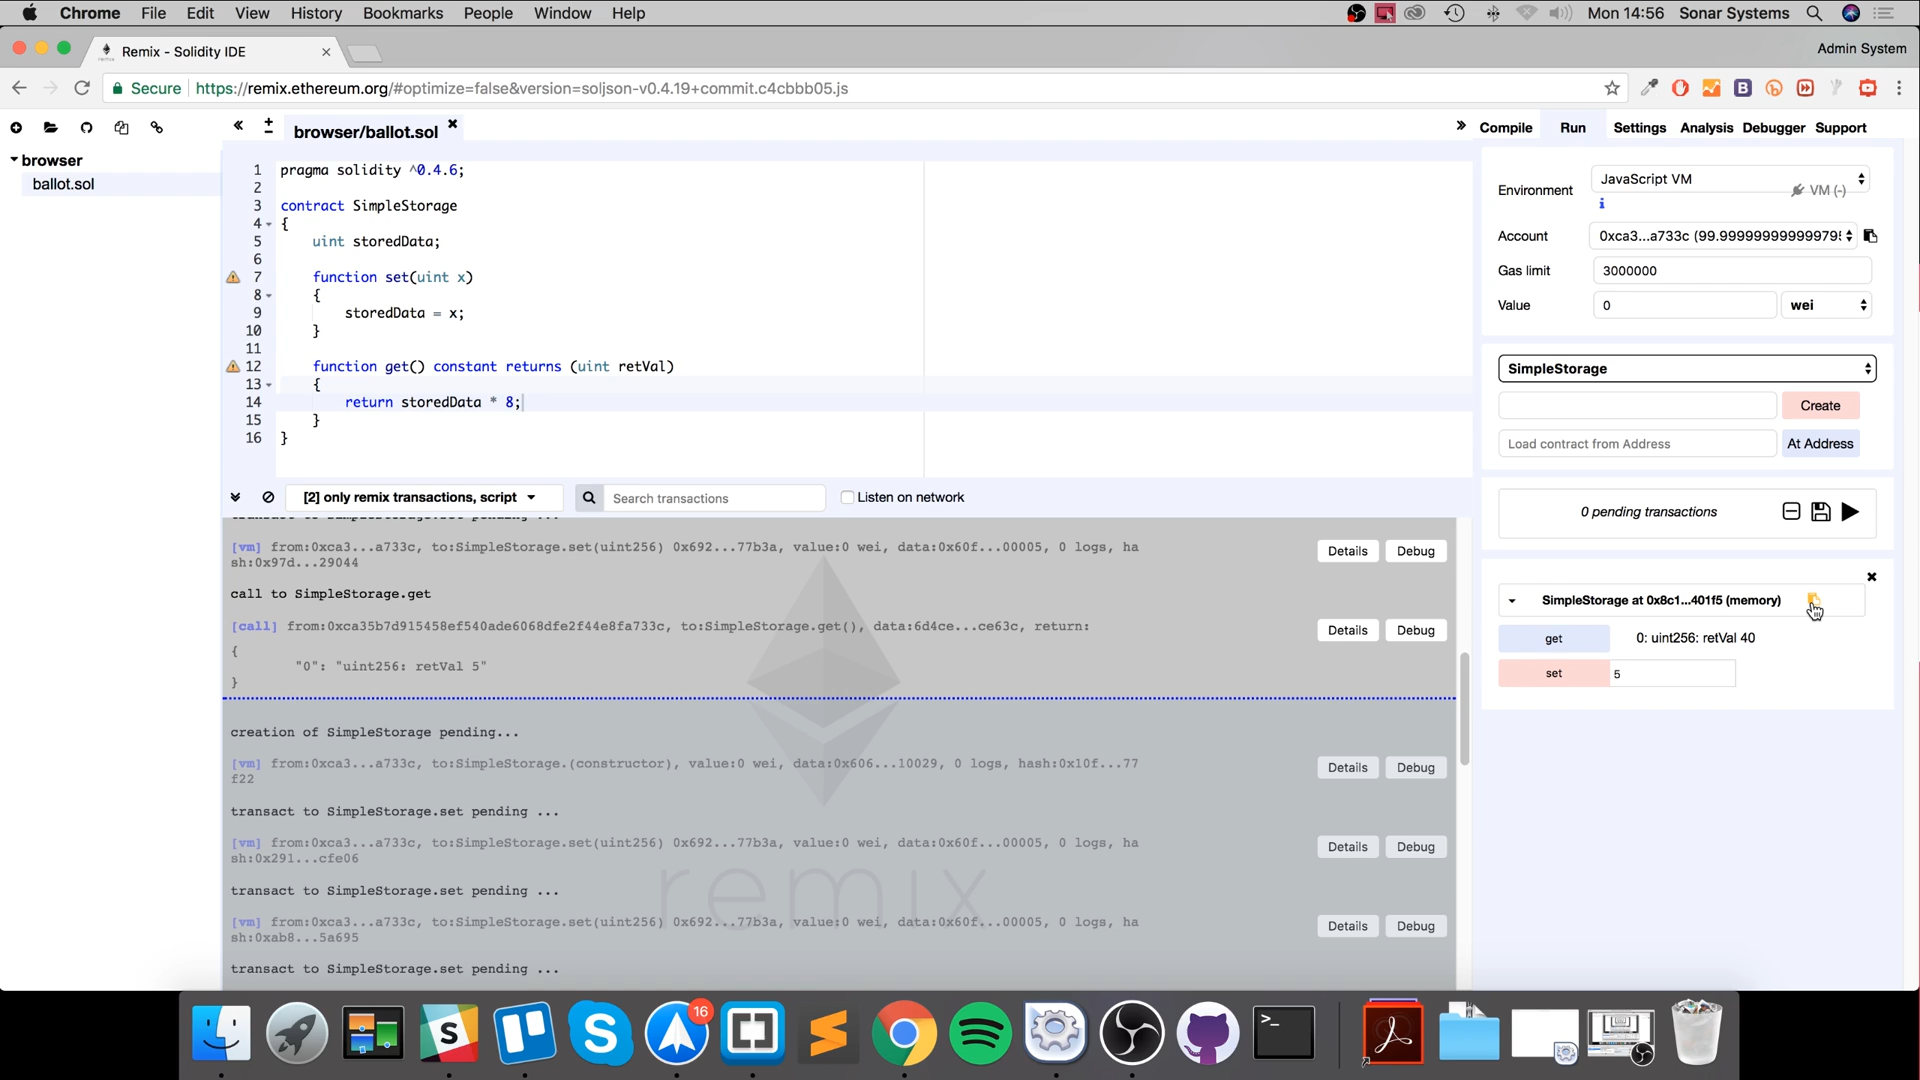 Chrome File Edit View History Bookmarks People Window Help Mon 14:56 Sonar Systems
Remix - Solidity IDE
Admin System
Secure https://remix.ethereum.org/#optimize=false&version=soljson-v0.4.19+commit.c4cbbb05.js
browser/ballot.sol
Compile Run Settings Analysis Debugger Support
browser
ballot.sol
1 pragma solidity ^0.4.6;
2
3 contract SimpleStorage
4 {
5 uint storedData;
6
7 function set(uint x)
8 {
9 storedData = x;
10 }
11
12 function get() constant returns (uint retVal)
13 {
14 return storedData * 8;
15 }
16 }
Environment JavaScript VM VM (-)
i
Account 0xca3...a733c (99.999999999999795
Gas limit 3000000
Value 0 wei
SimpleStorage
Create
Load contract from Address At Address
0 pending transactions
SimpleStorage at 0x8c1...401f5 (memory)
get 0: uint256: retVal 40
set 5
[2] only remix transactions, script Search transactions Listen on network
transact to SimpleStorage.set pending ...
[vm] from:0xca3...a733c, to:SimpleStorage.set(uint256) 0x692...77b3a, value:0 wei, data:0x60f...00005, 0 logs, ha
sh:0x97d...29044
Details Debug
call to SimpleStorage.get
[call] from:0xca35b7d915458ef540ade6068dfe2f44e8fa733c, to:SimpleStorage.get(), data:6d4ce...ce63c, return:
Details Debug
{
"0": "uint256: retVal 5"
}
creation of SimpleStorage pending...
[vm] from:0xca3...a733c, to:SimpleStorage.(constructor), value:0 wei, data:0x606...10029, 0 logs, hash:0x10f...77
f22
Details Debug
transact to SimpleStorage.set pending ...
[vm] from:0xca3...a733c, to:SimpleStorage.set(uint256) 0x692...77b3a, value:0 wei, data:0x60f...00005, 0 logs, ha
sh:0x291...cfe06
Details Debug
transact to SimpleStorage.set pending ...
[vm] from:0xca3...a733c, to:SimpleStorage.set(uint256) 0x692...77b3a, value:0 wei, data:0x60f...00005, 0 logs, ha
sh:0xab8...5a695
Details Debug
transact to SimpleStorage.set pending ...
remix
16